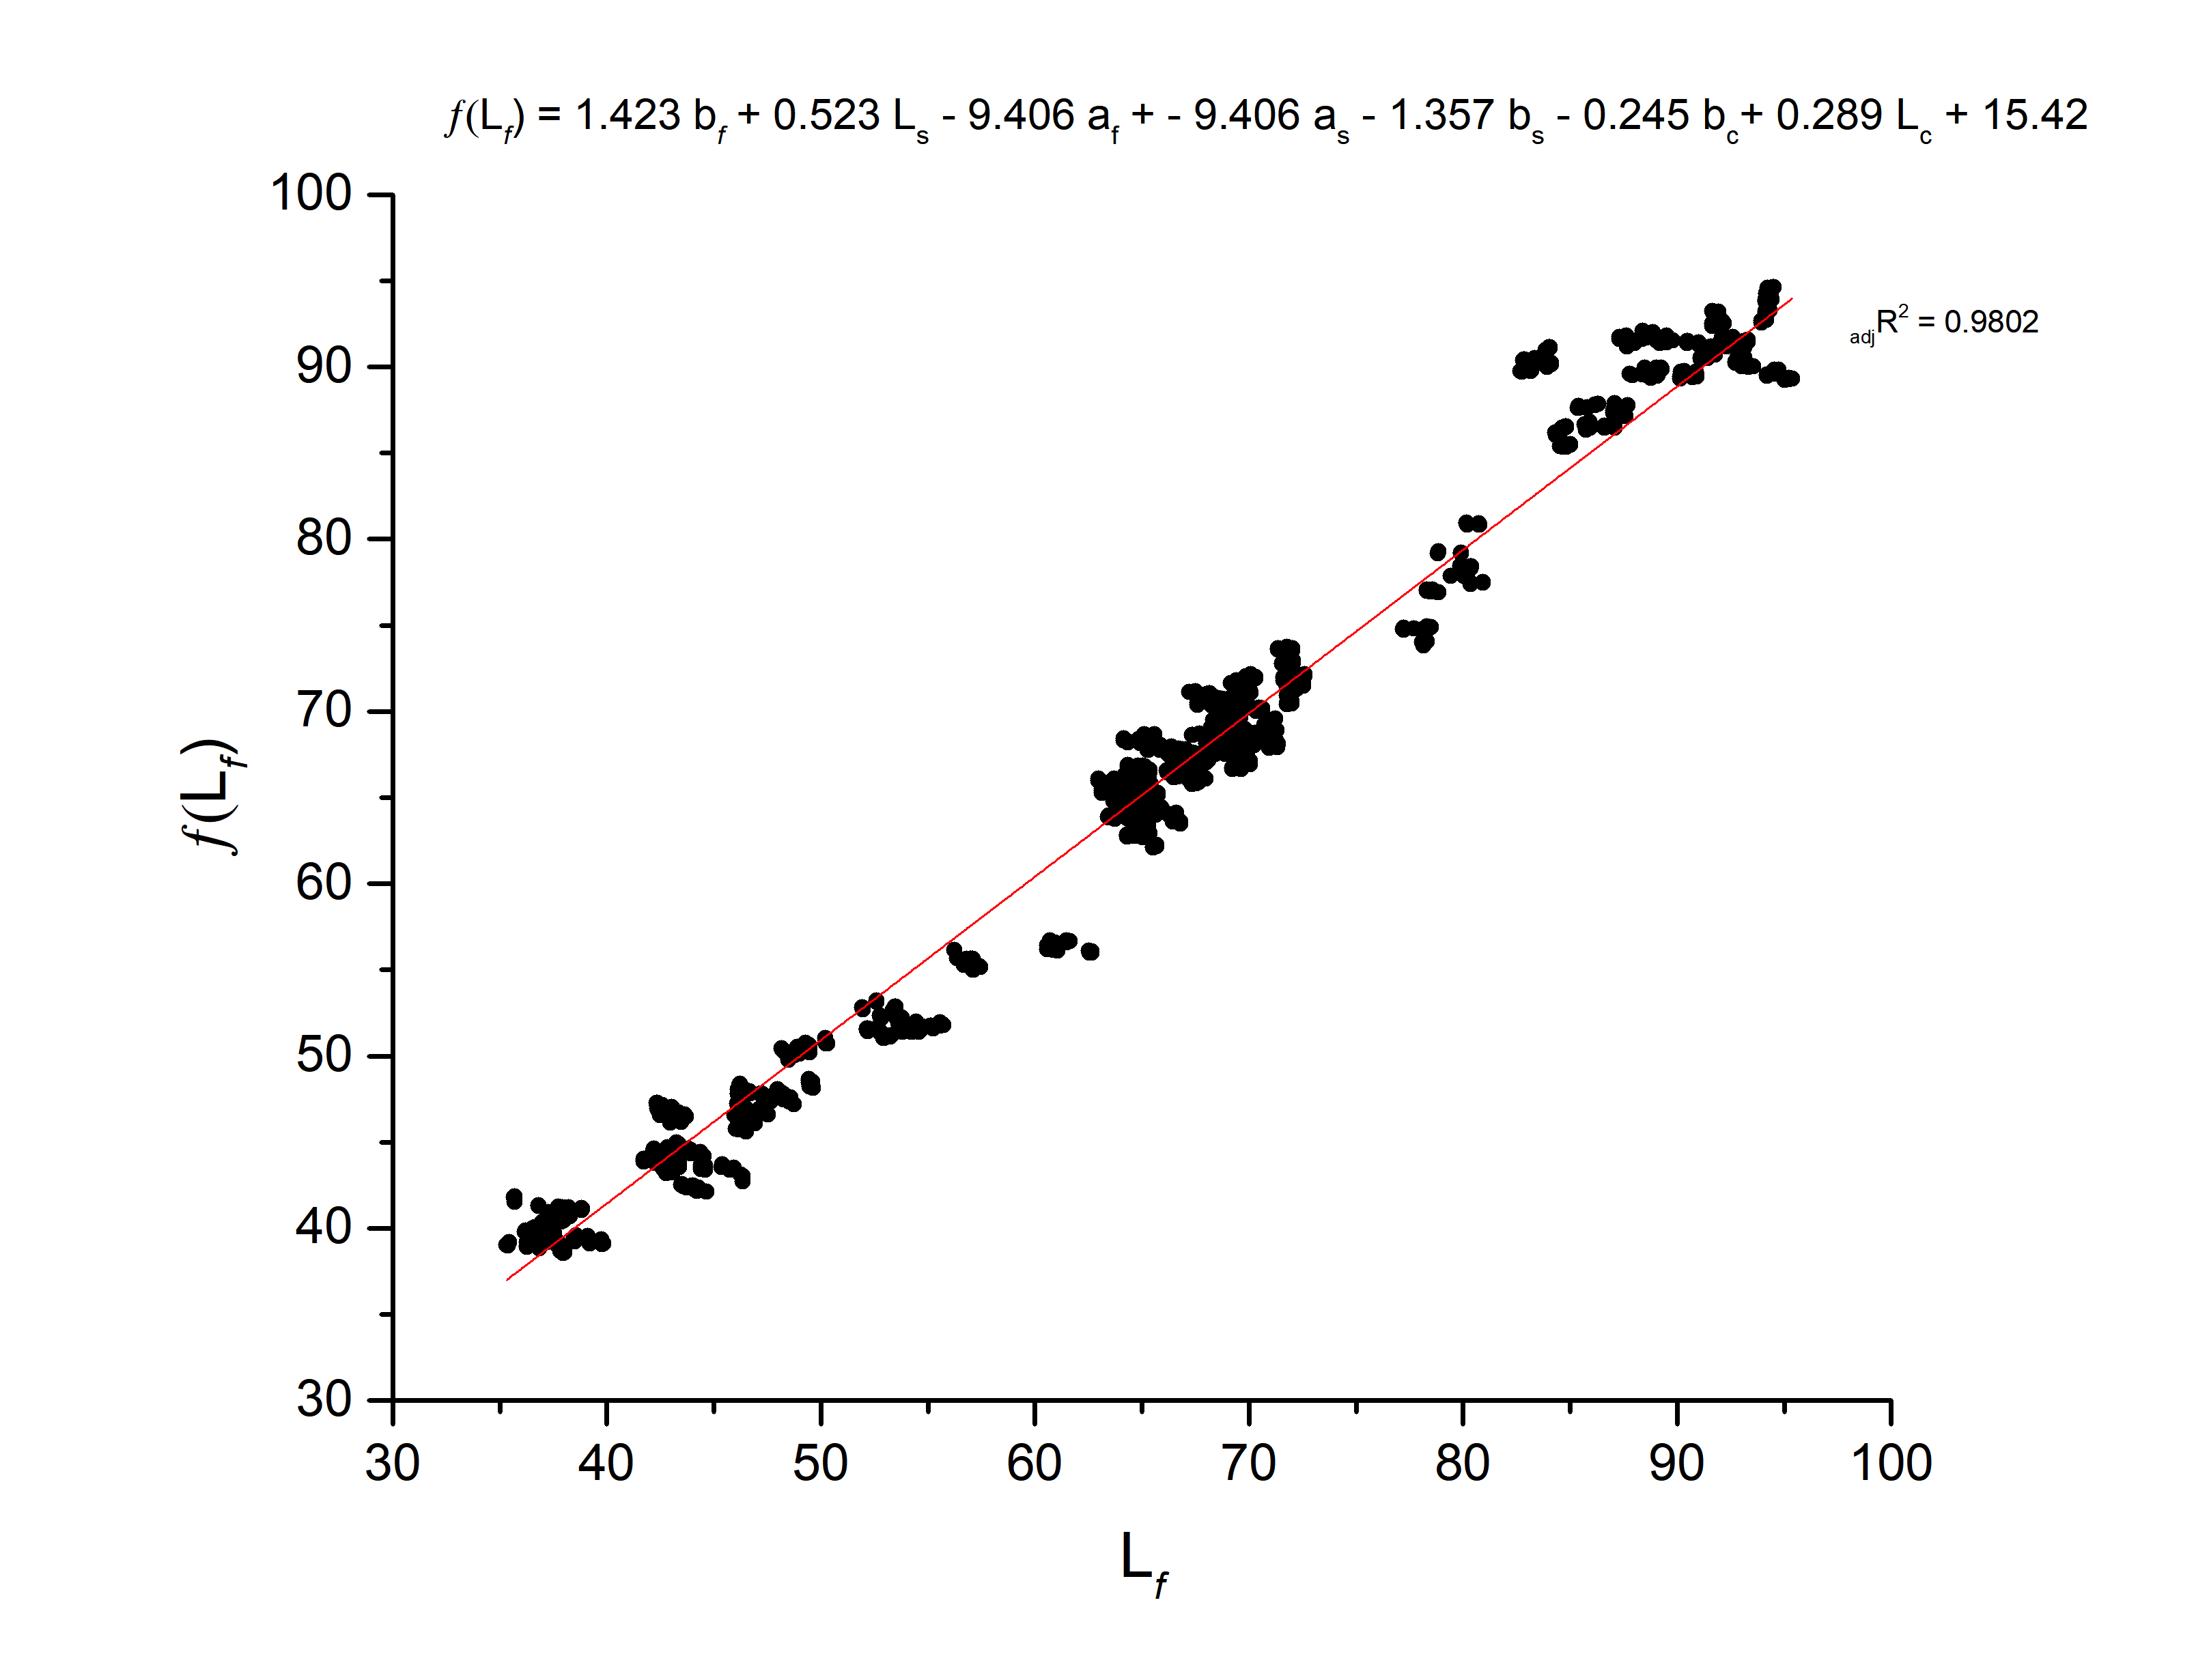 f(Lf) = 1.423 bf + 0.523 Ls - 9.406 af + - 9.406 as - 1.357 bs - 0.245 bc+ 0.289 Lc + 15.42
100
90
80
70
60
50
40
30
adjR2 = 0.9802
f(Lf)
30 40 50 60 70 80 90 100
Lf